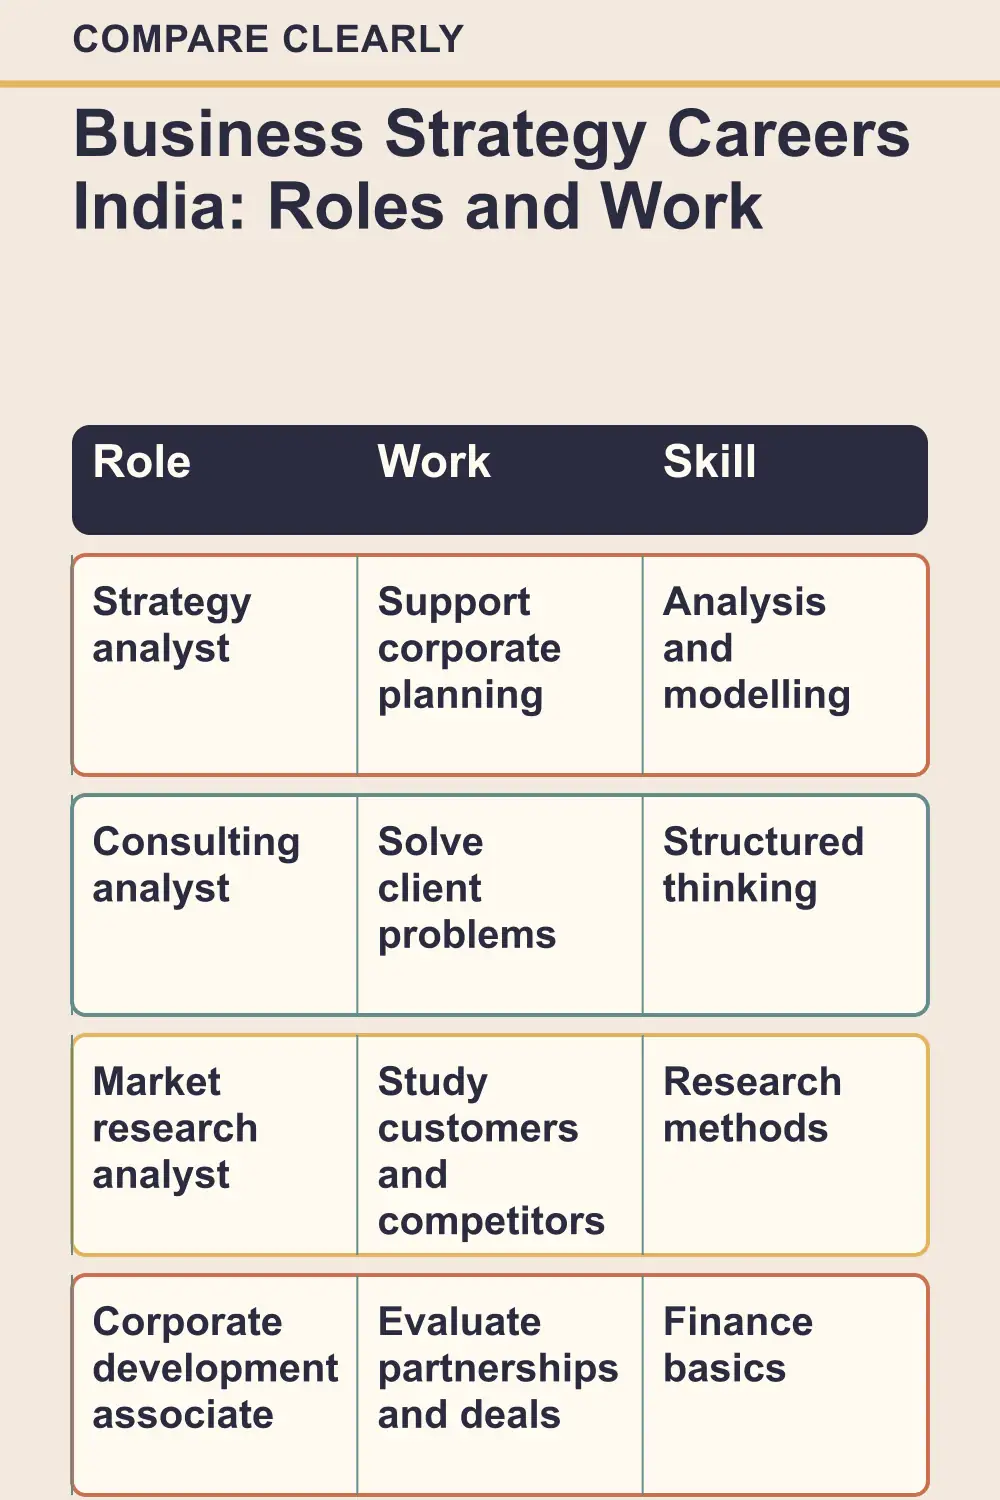 COMPARE CLEARLY
Business Strategy Careers
India: Roles and Work
Role
Work
Skill
Strategy
analyst
Support
corporate
planning
Analysis
and
modelling
Consulting
analyst
Solve
client
problems
Structured
thinking
Market
research
analyst
Study
customers
and
competitors
Research
methods
Corporate
development
associate
Evaluate
partnerships
and deals
Finance
basics